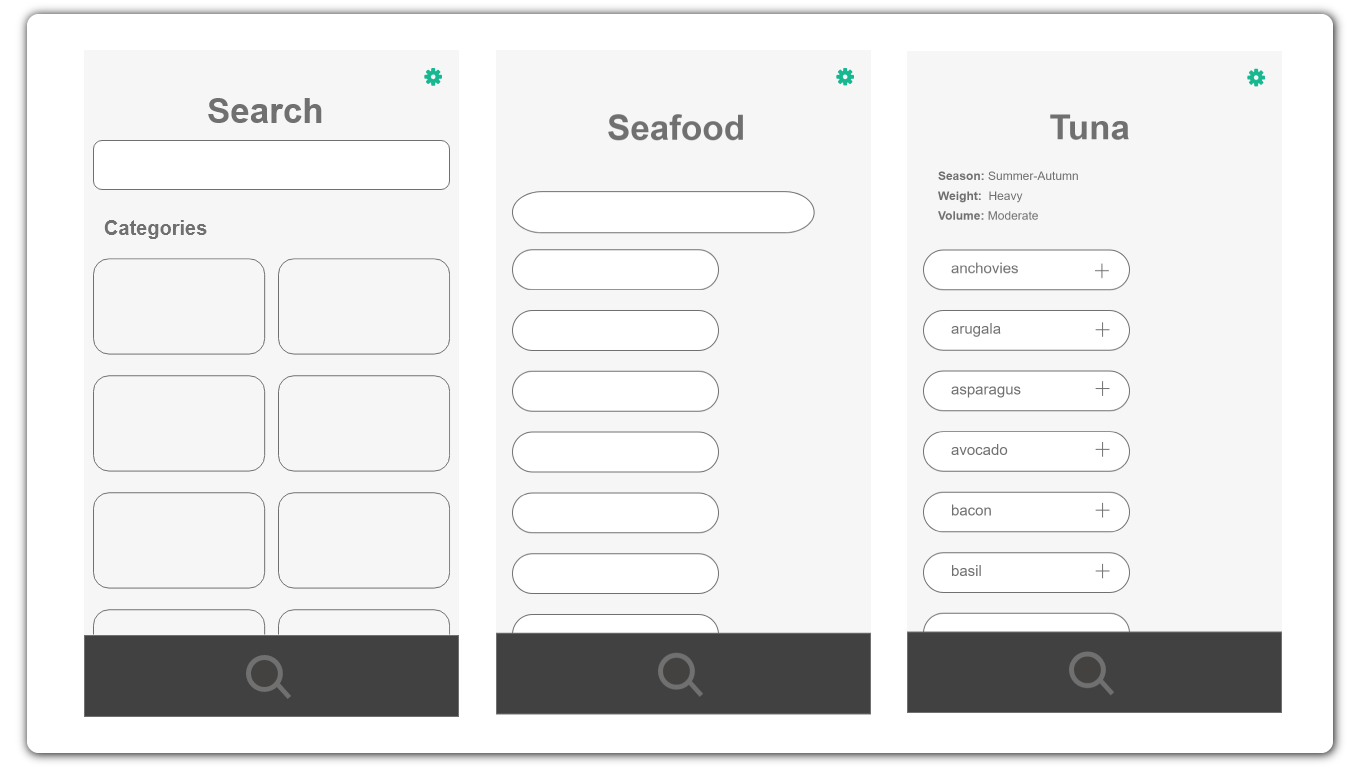 Search
Categories
Seafood
Tuna
Season: Summer-Autumn
Weight: Heavy
Volume: Moderate
anchovies
arugala
asparagus
avocado
bacon
basil